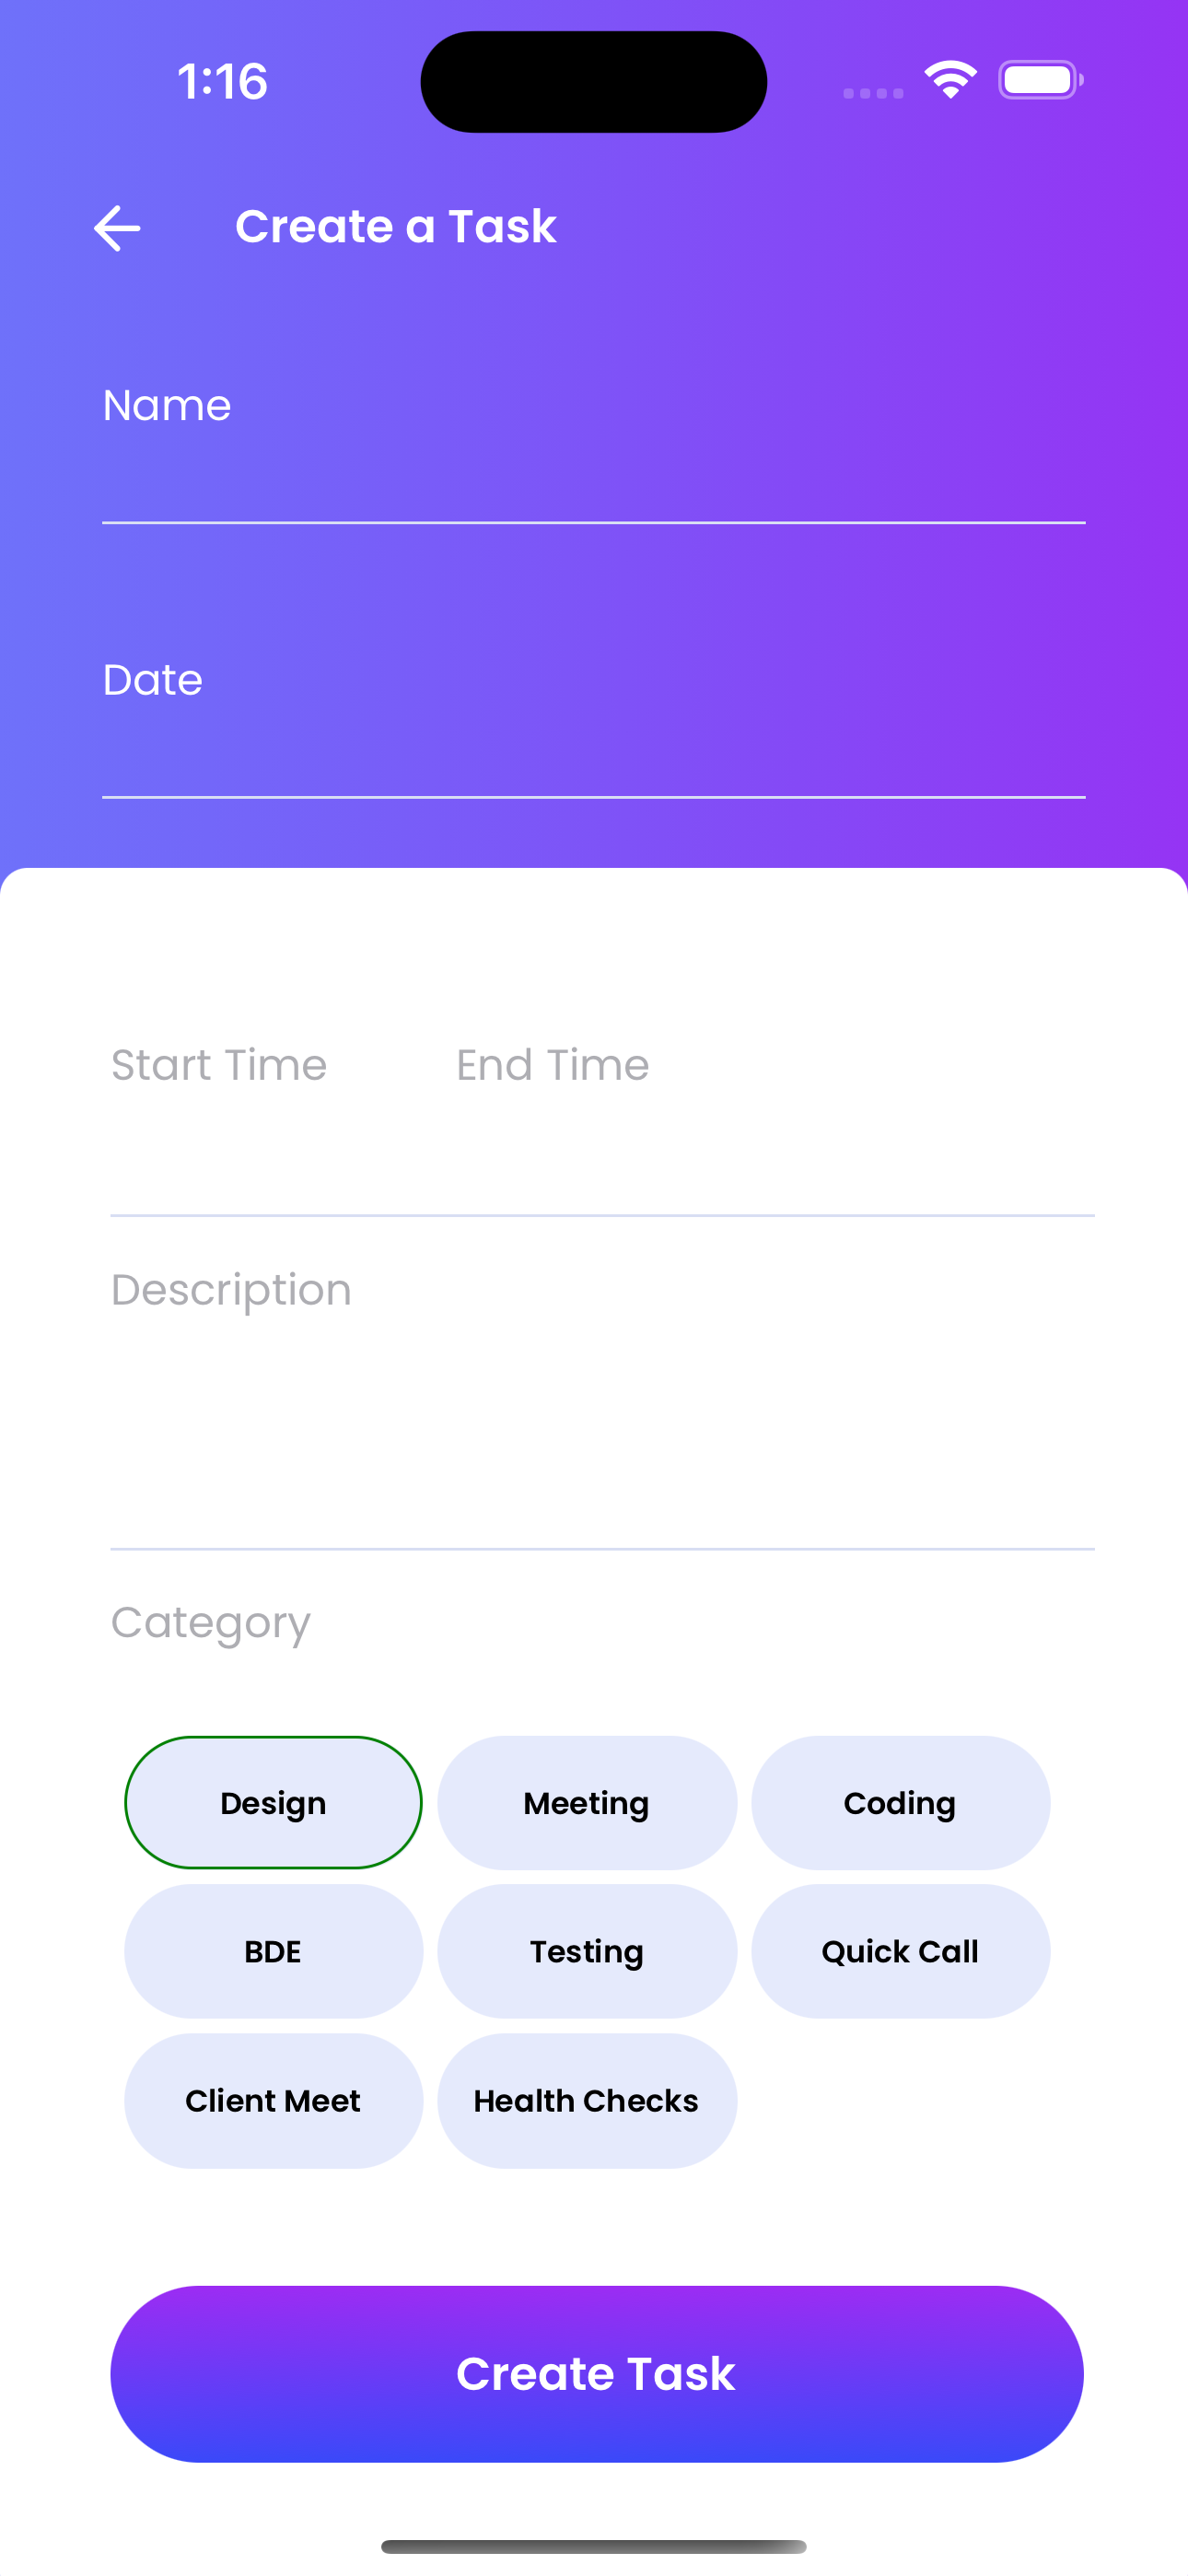 1:16
Create a Task
Name
Date
Start Time End Time
Description
Category
Design Meeting Coding
BDE Testing Quick Call
Client Meet Health Checks
Create Task